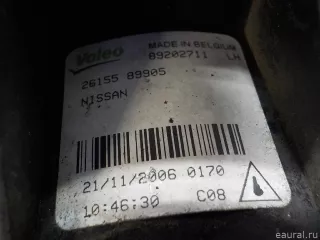 Valeo MADE IN BELGIUM
89202711 LH
26155 89905
NISSAN
21/11/2006 0170
10:46:30 C08
eaural.ru